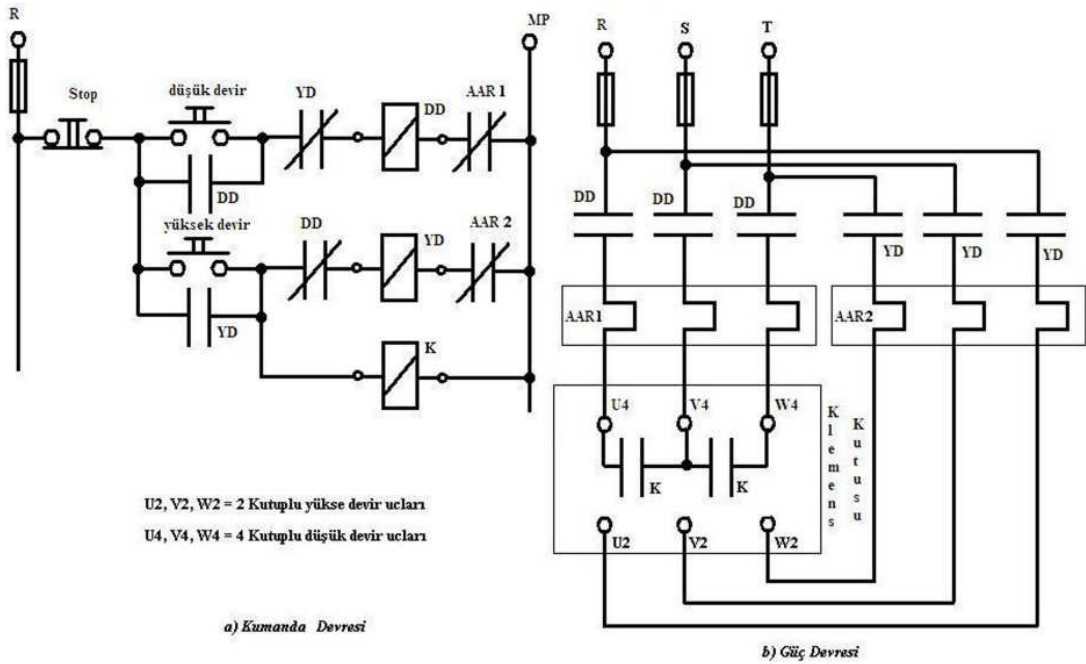 R
MP
Stop
düşük devir
YD
DD
AAR 1
DD
yüksek devir
DD
YD
AAR 2
YD
K
U2, V2, W2 = 2 Kutuplu yükse devir ucları
U4, V4, W4 = 4 Kutuplu düşük devir ucları
a) Kumanda Devresi
R
S
T
DD
DD
DD
YD
YD
YD
AAR1
AAR2
U4
V4
W4
K
K
Klemens
Kutusu
U2
V2
W2
b) Güç Devresi